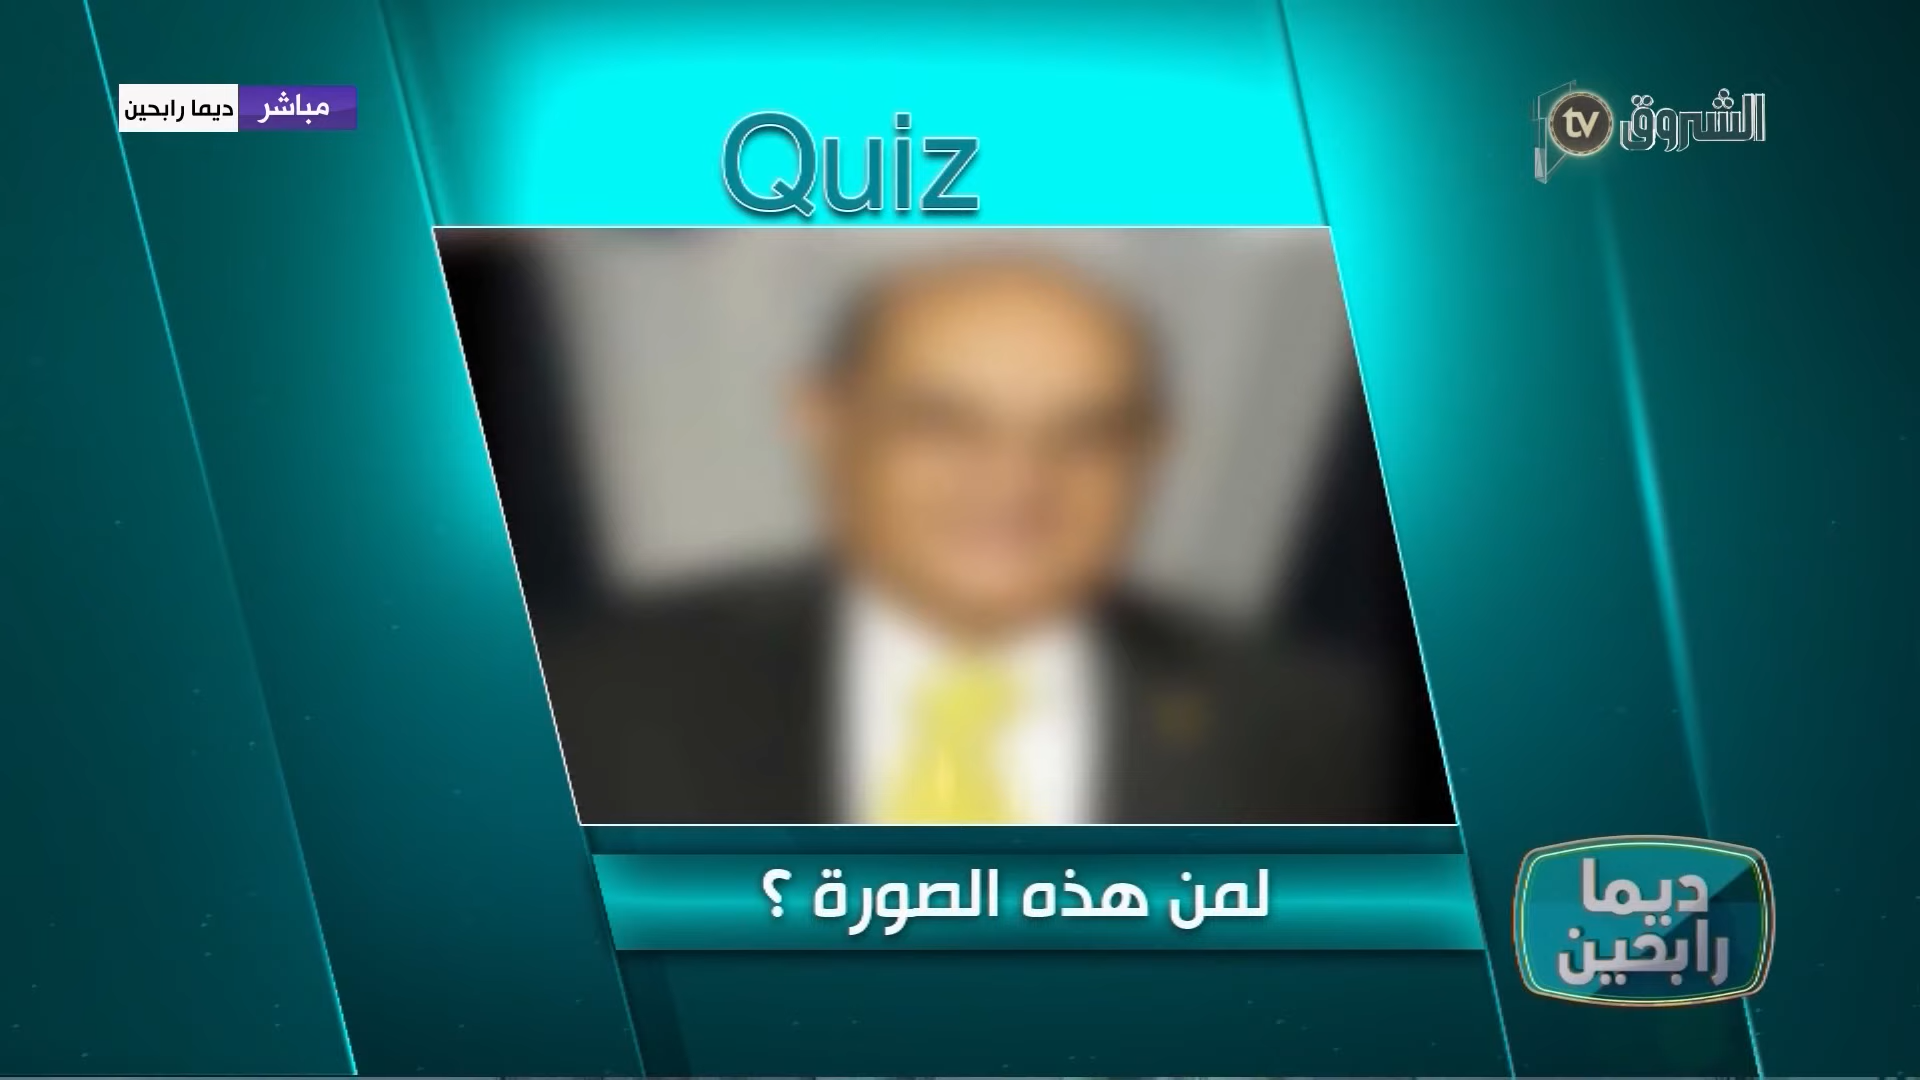 ديما رابحين مباشر
الشروق tv
Quiz
لمن هذه الصورة ؟
ديما
رابحين